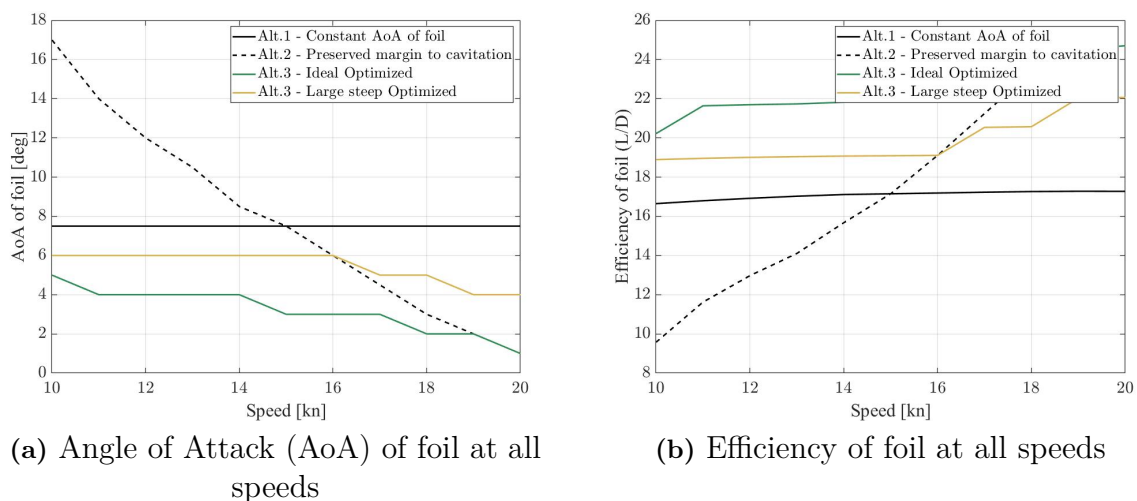 18
16
14
12
10
8
6
4
2
0
AoA of foil [deg]
Alt.1 - Constant AoA of foil
Alt.2 - Preserved margin to cavitation
Alt.3 - Ideal Optimized
Alt.3 - Large steep Optimized
10 12 14 16 18 20
Speed [kn]
(a) Angle of Attack (AoA) of foil at all
speeds
26
24
22
20
18
16
14
12
10
8
Efficiency of foil (L/D)
Alt.1 - Constant AoA of foil
Alt.2 - Preserved margin to cavitation
Alt.3 - Ideal Optimized
Alt.3 - Large steep Optimized
10 12 14 16 18 20
Speed [kn]
(b) Efficiency of foil at all speeds